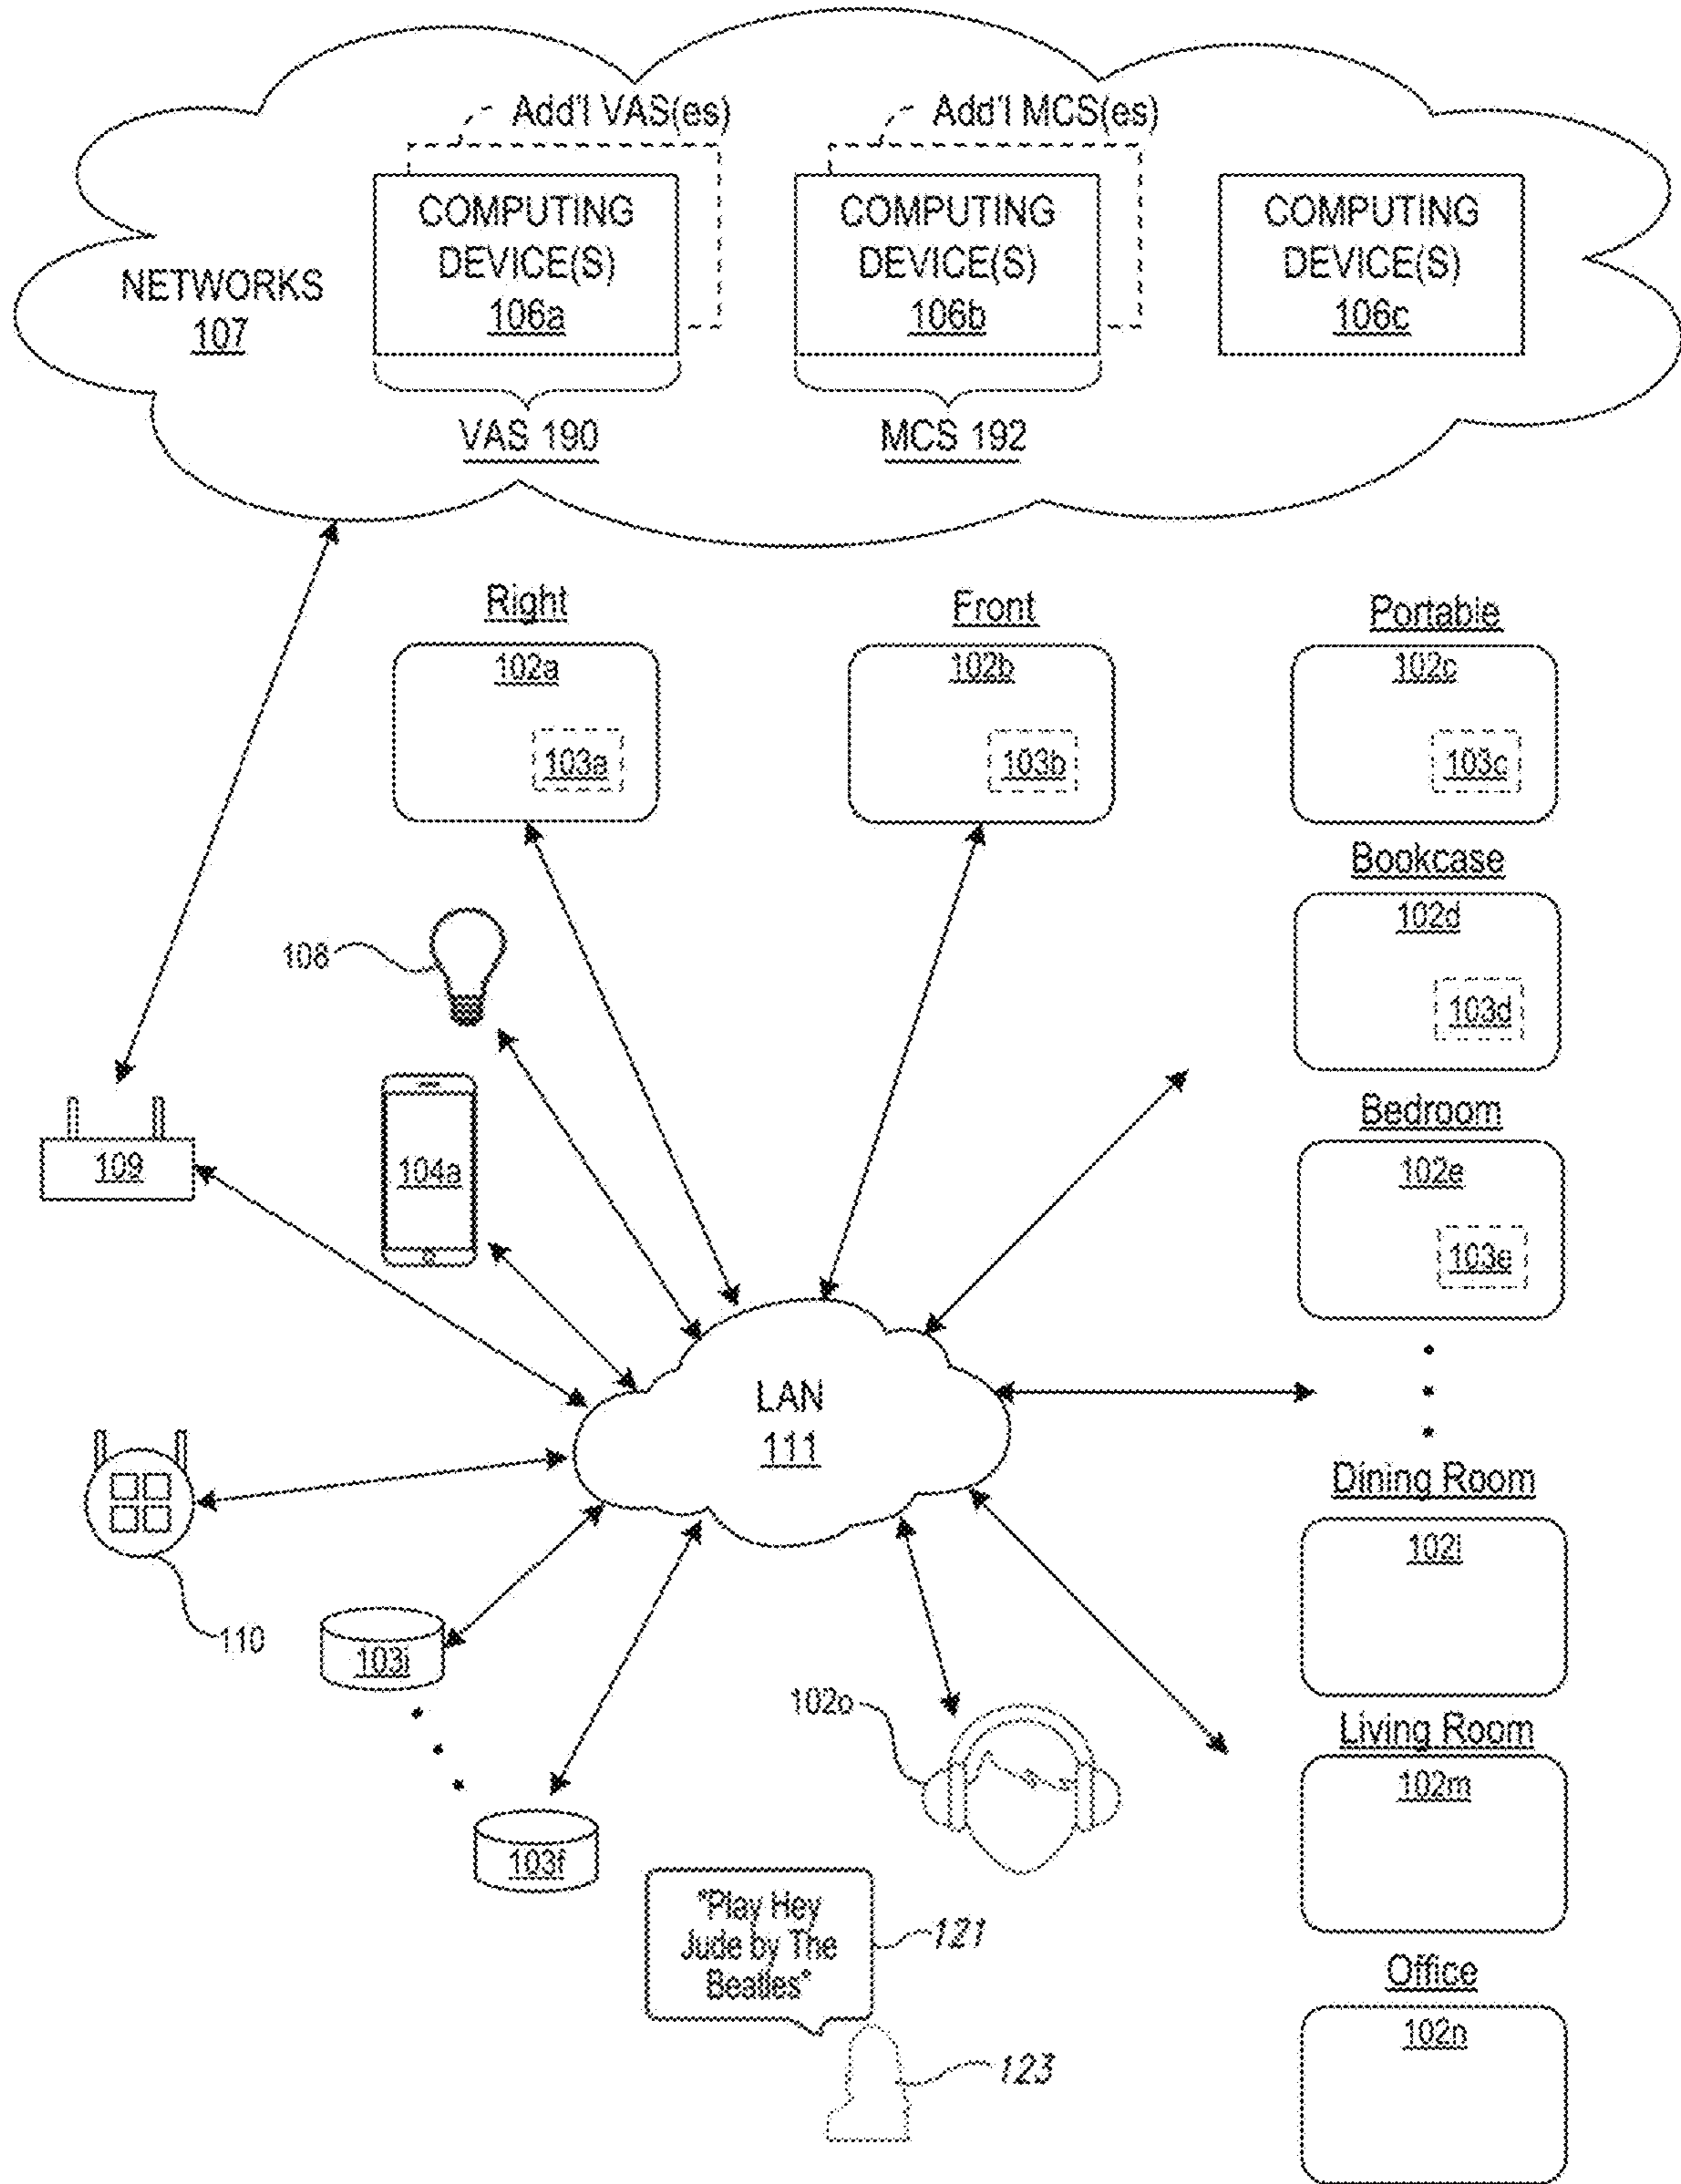 Add'l VAS(es)
Add'l MCS(es)
COMPUTING
DEVICE(S)
106a
COMPUTING
DEVICE(S)
106b
COMPUTING
DEVICE(S)
106c
NETWORKS
107
VAS 190
MCS 192
Right
102a
103a
Front
102b
103b
Portable
102c
103c
Bookcase
102d
103d
108
104a
109
Bedroom
102e
103e
LAN
111
110
103i
103f
102o
Dining Room
102l
Living Room
102m
Office
102n
"Play Hey
Jude by The
Beatles"
121
123